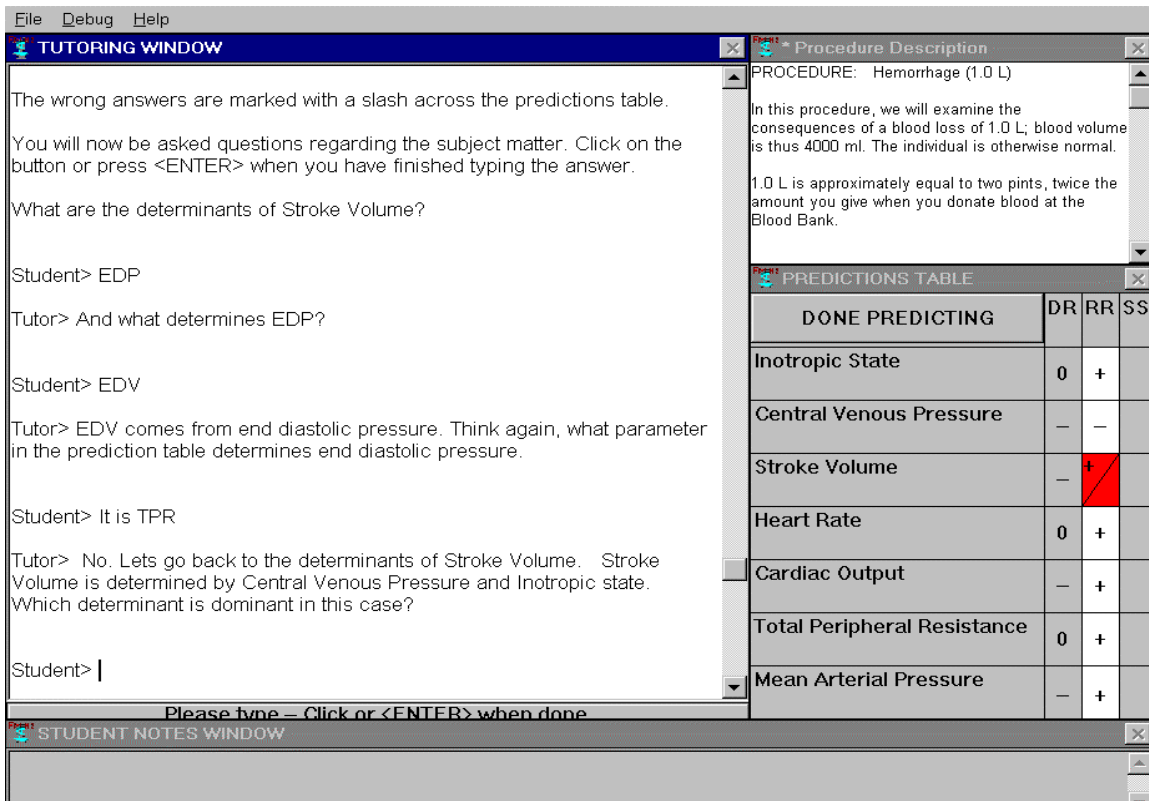 File Debug Help
TUTORING WINDOW
The wrong answers are marked with a slash across the predictions table.
You will now be asked questions regarding the subject matter. Click on the
button or press <ENTER> when you have finished typing the answer.
What are the determinants of Stroke Volume?
Student> EDP
Tutor> And what determines EDP?
Student> EDV
Tutor> EDV comes from end diastolic pressure. Think again, what parameter
in the prediction table determines end diastolic pressure.
Student> It is TPR
Tutor> No. Lets go back to the determinants of Stroke Volume. Stroke
Volume is determined by Central Venous Pressure and Inotropic state.
Which determinant is dominant in this case?
Student>
Please type – Click or <ENTER> when done
* Procedure Description
PROCEDURE: Hemorrhage (1.0 L)
In this procedure, we will examine the
consequences of a blood loss of 1.0 L; blood volume
is thus 4000 ml. The individual is otherwise normal.
1.0 L is approximately equal to two pints, twice the
amount you give when you donate blood at the
Blood Bank.
PREDICTIONS TABLE
DONE PREDICTING DR RR SS
Inotropic State 0 +
Central Venous Pressure – –
Stroke Volume – +
Heart Rate 0 +
Cardiac Output – +
Total Peripheral Resistance 0 +
Mean Arterial Pressure – +
STUDENT NOTES WINDOW